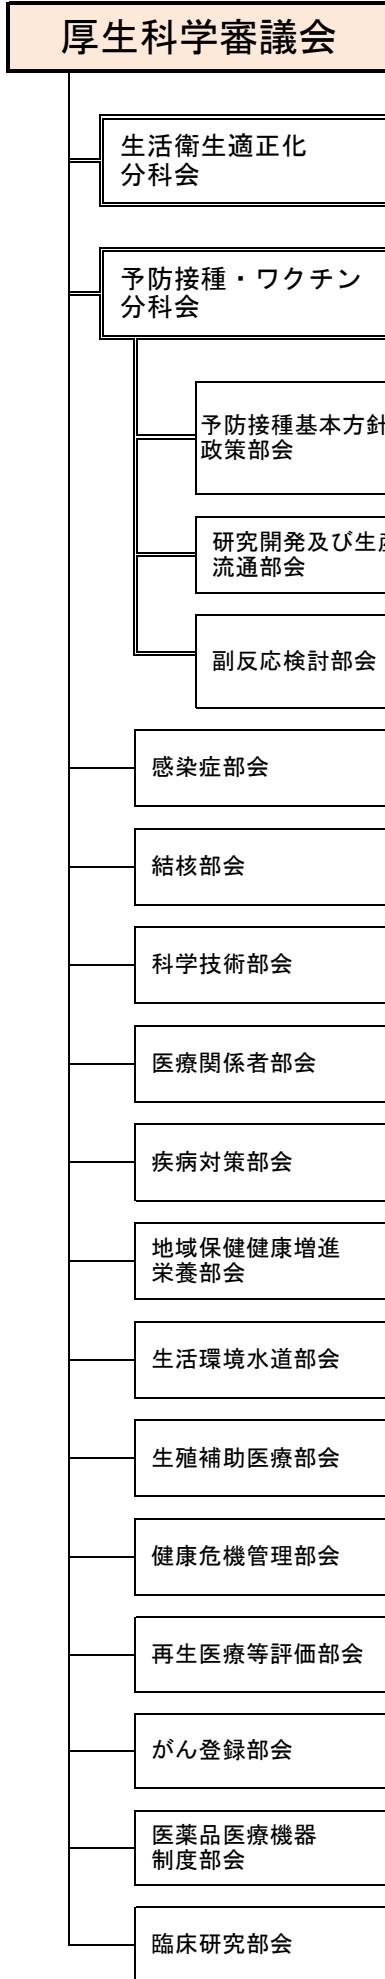 厚生科学審議会
生活衛生適正化
分科会
予防接種・ワクチン
分科会
予防接種基本方針
政策部会
研究開発及び生産
流通部会
副反応検討部会
感染症部会
結核部会
科学技術部会
医療関係者部会
疾病対策部会
地域保健健康増進
栄養部会
生活環境水道部会
生殖補助医療部会
健康危機管理部会
再生医療等評価部会
がん登録部会
医薬品医療機器
制度部会
臨床研究部会